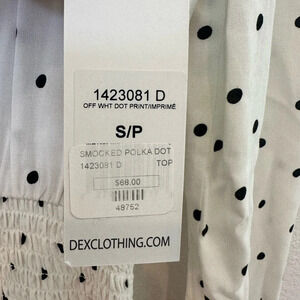 1423081 D
OFF WHT DOT PRINT/IMPRIMÉ
S/P
SMOCKED POLKA DOT
1423081 D TOP
$68.00
48752
DEXCLOTHING.COM